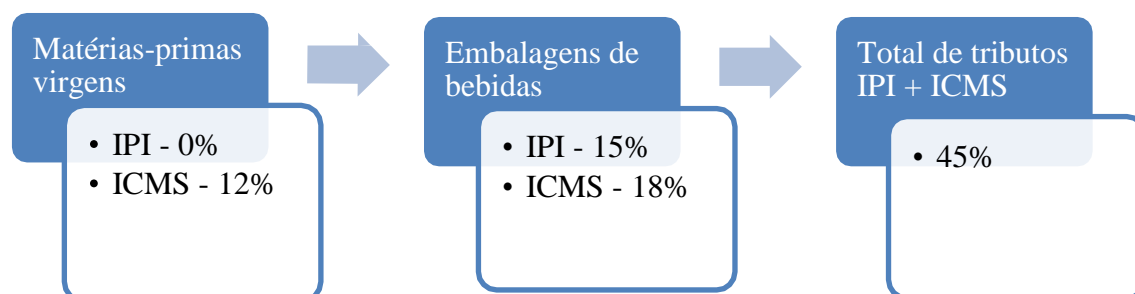 Matérias-primas
virgens
• IPI - 0%
• ICMS - 12%
Embalagens de
bebidas
• IPI - 15%
• ICMS - 18%
Total de tributos
IPI + ICMS
• 45%